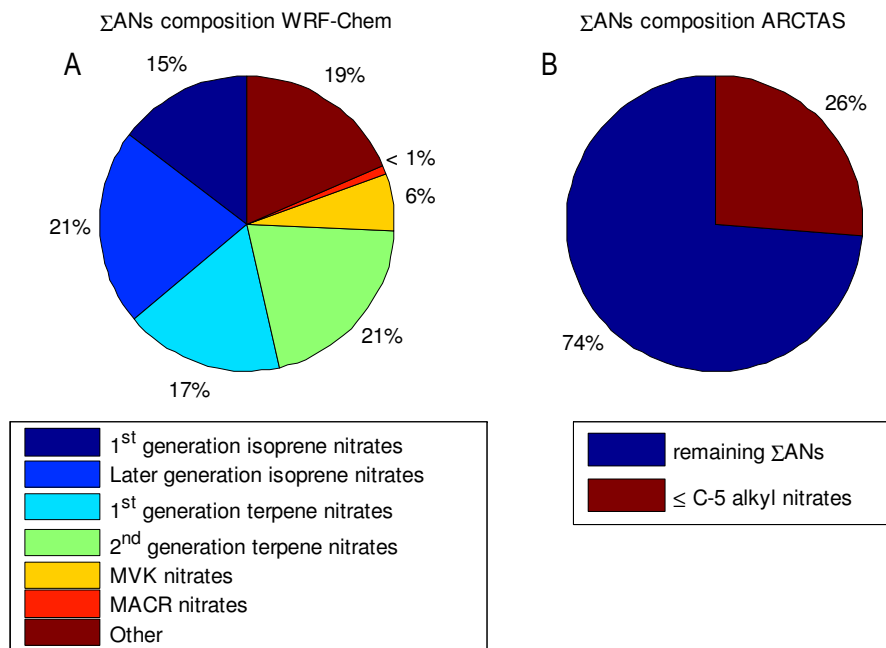 ΣANs composition WRF-Chem
A
15%
19%
< 1%
6%
21%
21%
17%
1st generation isoprene nitrates
Later generation isoprene nitrates
1st generation terpene nitrates
2nd generation terpene nitrates
MVK nitrates
MACR nitrates
Other
ΣANs composition ARCTAS
B
26%
74%
remaining ΣANs
≤ C-5 alkyl nitrates